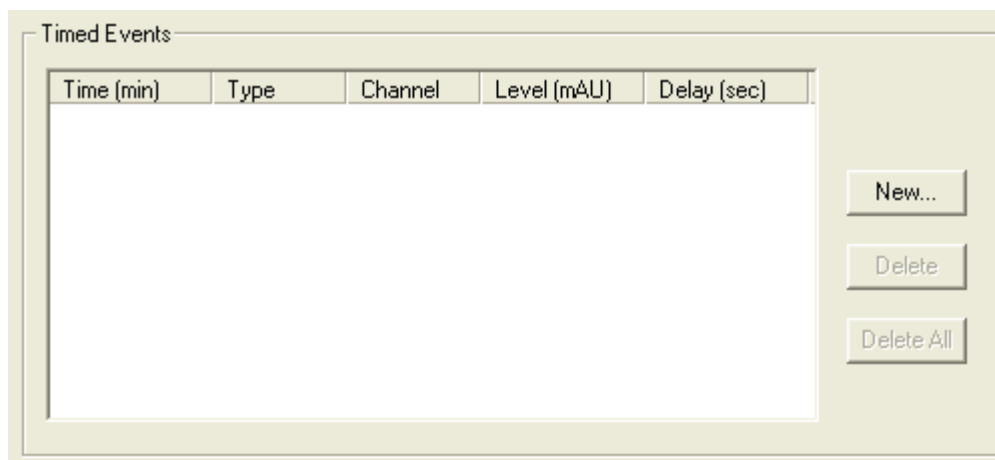 Timed Events
Time (min) Type Channel Level (mAU) Delay (sec)
New...
Delete
Delete All